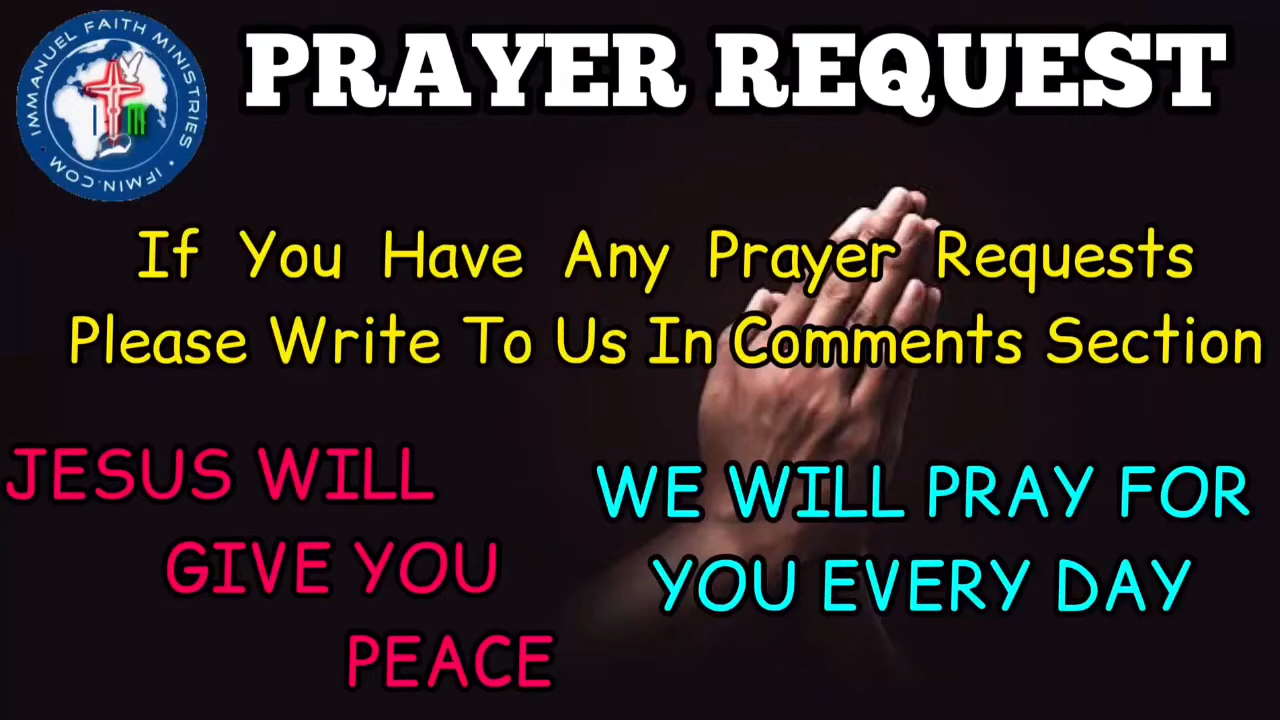 IMMANUEL FAITH MINISTRIES • IFMIN.COM •
PRAYER REQUEST
If You Have Any Prayer Requests
Please Write To Us In Comments Section
JESUS WILL
GIVE YOU
PEACE
WE WILL PRAY FOR
YOU EVERY DAY